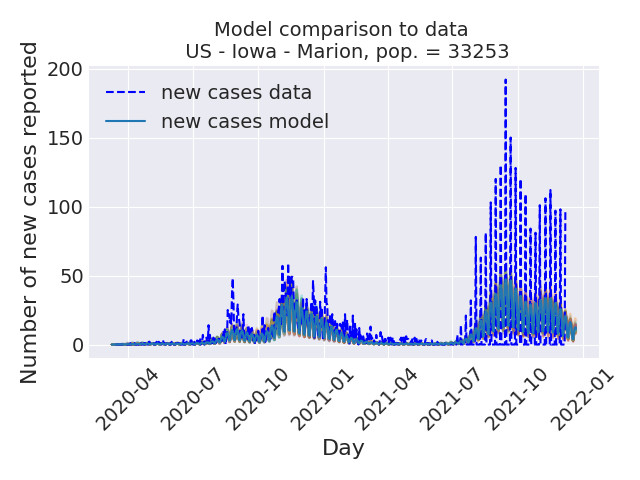 Model comparison to data
US - Iowa - Marion, pop. = 33253
Number of new cases reported
200
150
100
50
0
new cases data
new cases model
2020-04
2020-07
2020-10
2021-01
2021-04
2021-07
2021-10
2022-01
Day